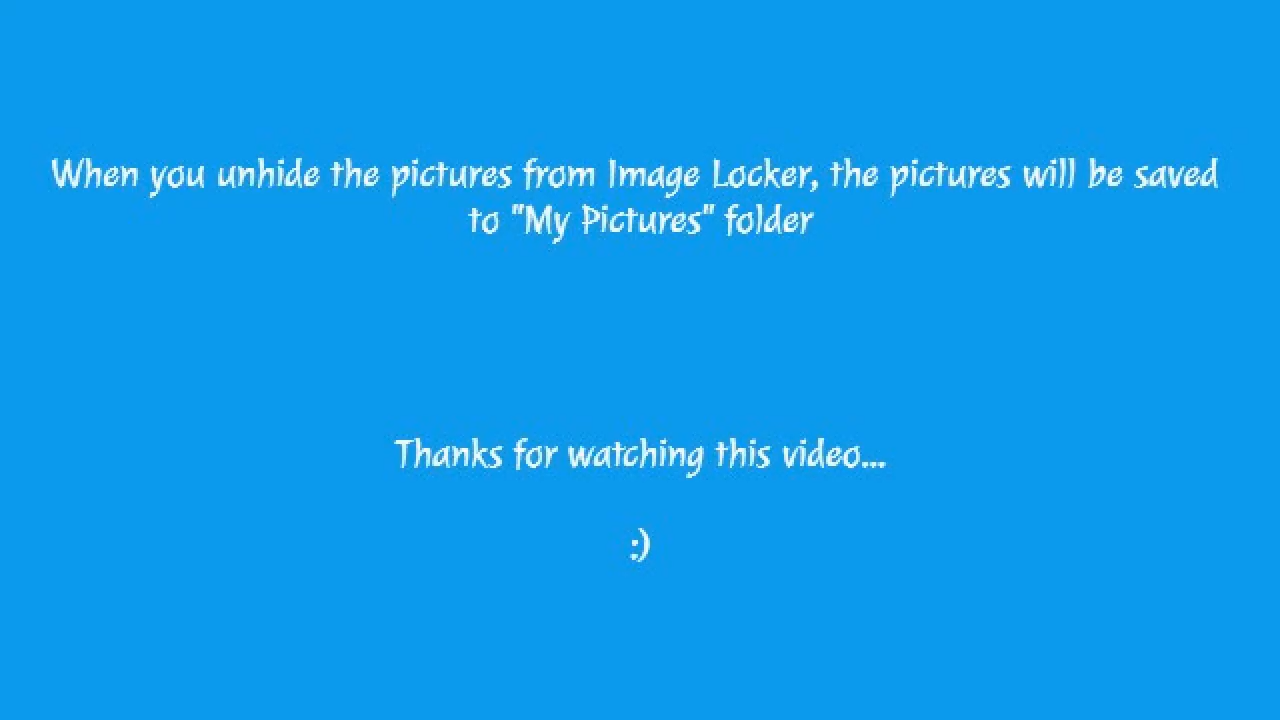 When you unhide the pictures from Image Locker, the pictures will be saved
to "My Pictures" folder
Thanks for watching this video...
:)